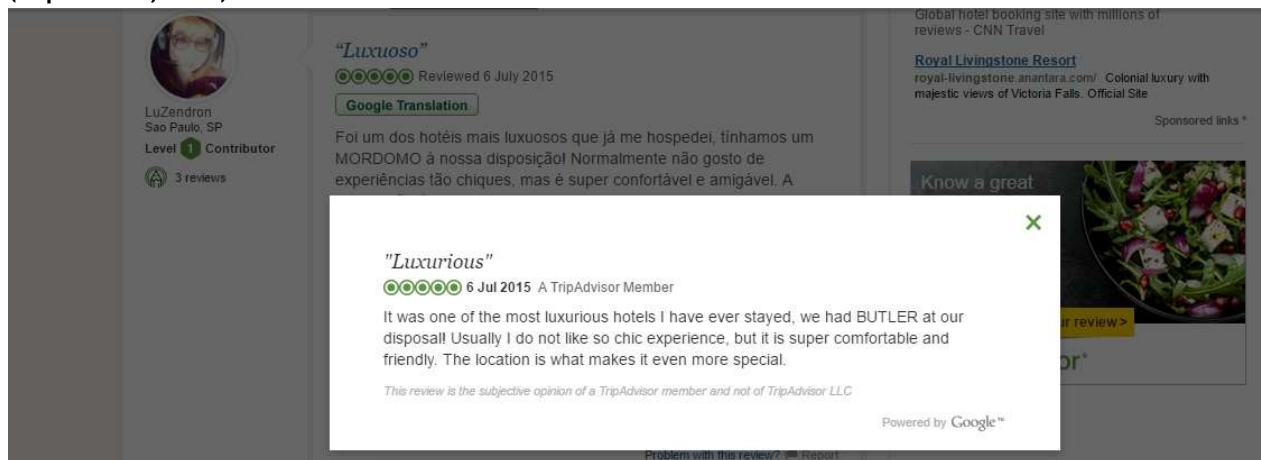 Global hotel booking site with millions of
reviews - CNN Travel
Royal Livingstone Resort
royal-livingstone.anantara.com/ Colonial luxury with
majestic views of Victoria Falls. Official Site
Sponsored links *
LuZendron
Sao Paulo, SP
Level 1 Contributor
3 reviews
“Luxuoso”
Reviewed 6 July 2015
Google Translation
Foi um dos hotéis mais luxuosos que já me hospedei, tínhamos um
MORDOMO à nossa disposição! Normalmente não gosto de
experiências tão chiques, mas é super confortável e amigável. A
Know a great
"Luxurious"
6 Jul 2015 A TripAdvisor Member
It was one of the most luxurious hotels I have ever stayed, we had BUTLER at our
disposal! Usually I do not like so chic experience, but it is super comfortable and
friendly. The location is what makes it even more special.
This review is the subjective opinion of a TripAdvisor member and not of TripAdvisor LLC
Powered by Google™
review >
Problem with this review? Report